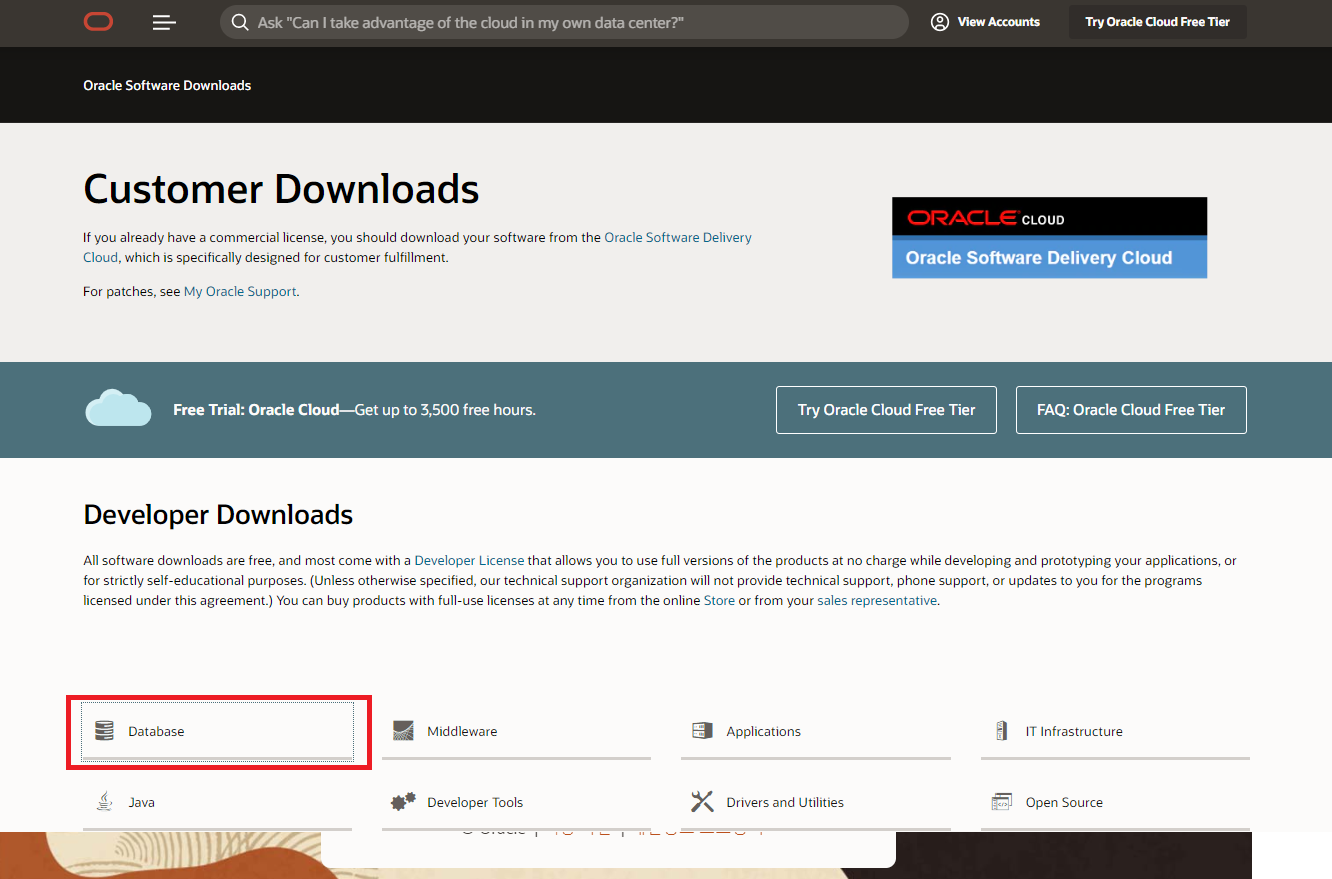 Ask "Can I take advantage of the cloud in my own data center?"
View Accounts
Try Oracle Cloud Free Tier
Oracle Software Downloads
Customer Downloads
If you already have a commercial license, you should download your software from the Oracle Software Delivery
Cloud, which is specifically designed for customer fulfillment.
For patches, see My Oracle Support.
ORACLE CLOUD
Oracle Software Delivery Cloud
Free Trial: Oracle Cloud—Get up to 3,500 free hours.
Try Oracle Cloud Free Tier
FAQ: Oracle Cloud Free Tier
Developer Downloads
All software downloads are free, and most come with a Developer License that allows you to use full versions of the products at no charge while developing and prototyping your applications, or
for strictly self-educational purposes. (Unless otherwise specified, our technical support organization will not provide technical support, phone support, or updates to you for the programs
licensed under this agreement.) You can buy products with full-use licenses at any time from the online Store or from your sales representative.
Database
Middleware
Applications
IT Infrastructure
Java
Developer Tools
Drivers and Utilities
Open Source
© Oracle |